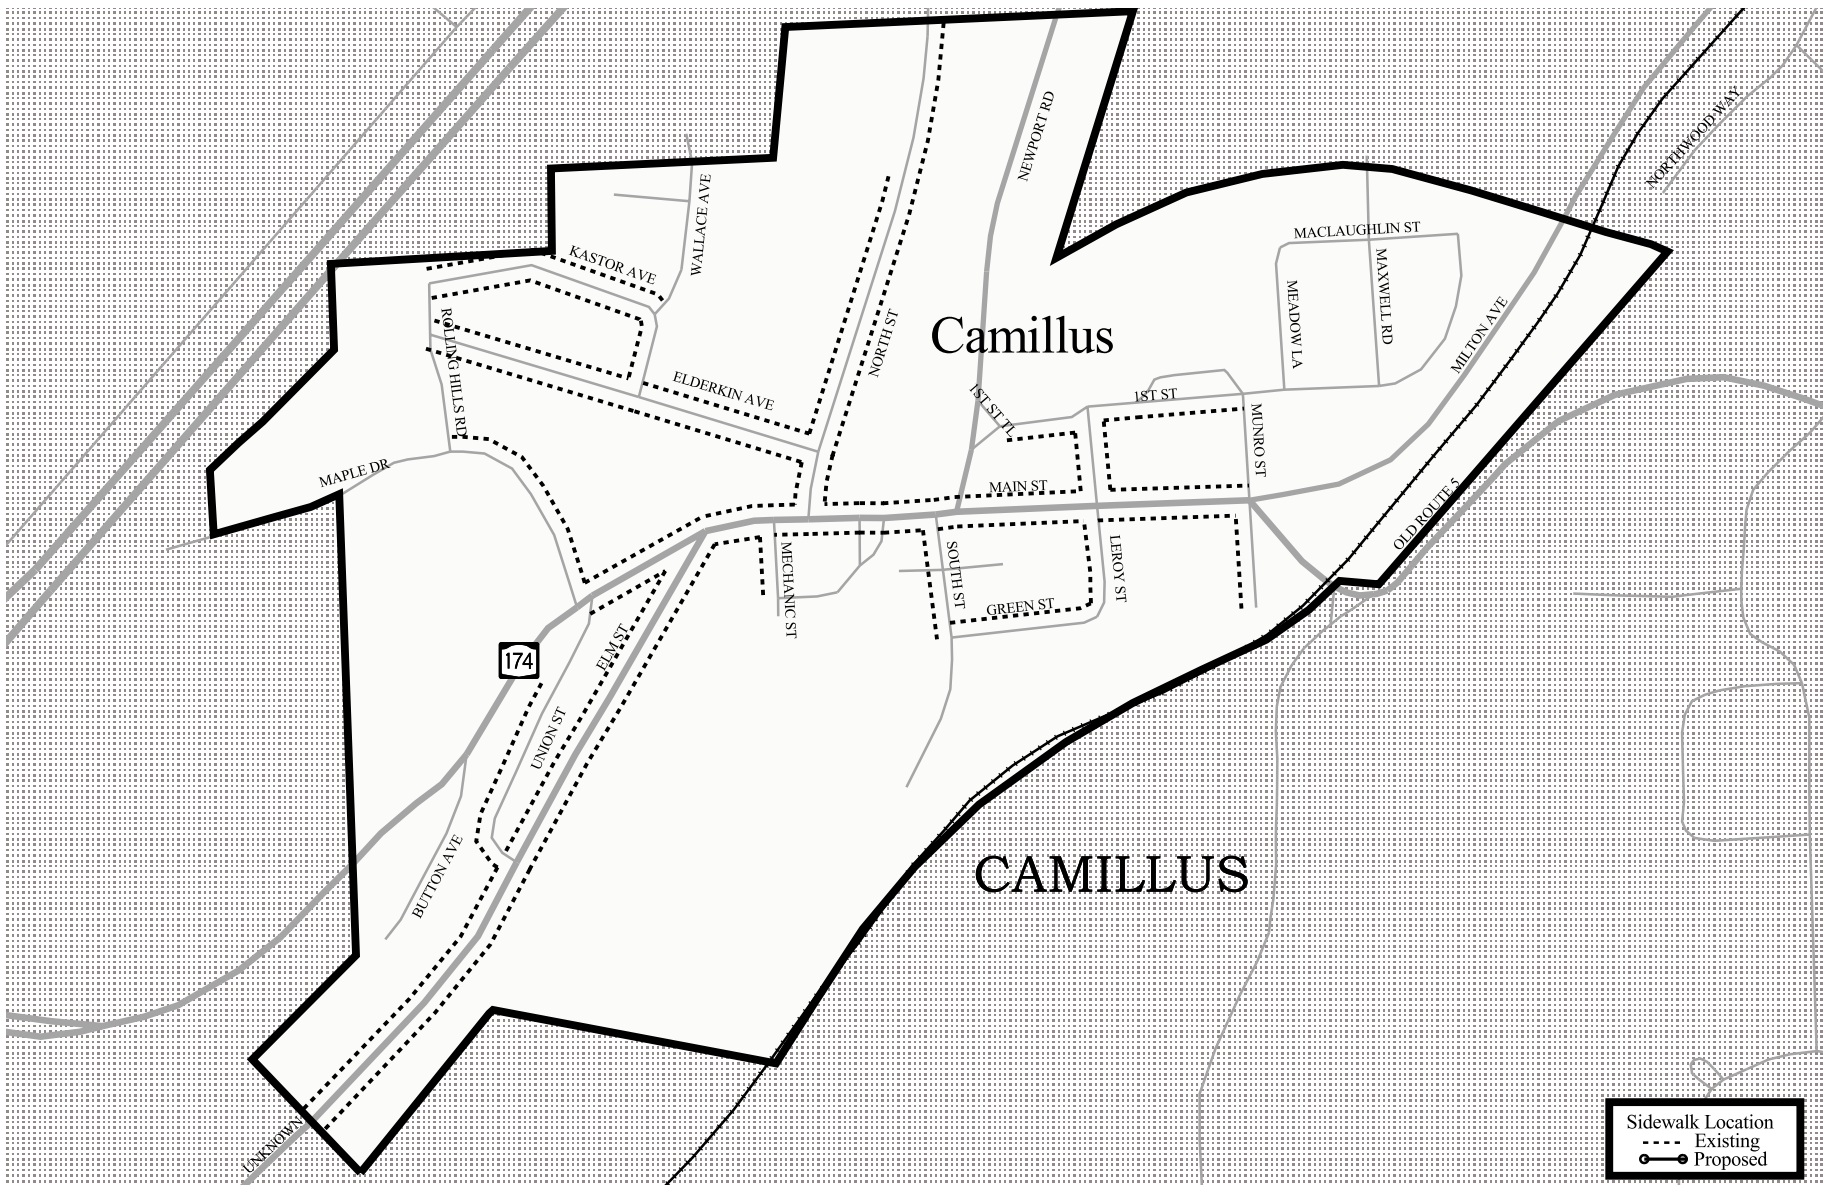 NEWPORT RD
NORTHWOOD WAY
WALLACE AVE
KASTOR AVE
MACLAUGHLIN ST
MAXWELL RD
MEADOW LA
MILTON AVE
ROLLING HILLS RD
NORTH ST
Camillus
ELDERKIN AVE
1ST ST TL
1ST ST
MUNRO ST
MAPLE DR
MAIN ST
OLD ROUTE 5
MECHANIC ST
SOUTH ST
LEROY ST
GREEN ST
174
ELM ST
UNION ST
BUTTON AVE
CAMILLUS
UNKNOWN
Sidewalk Location
Existing
Proposed